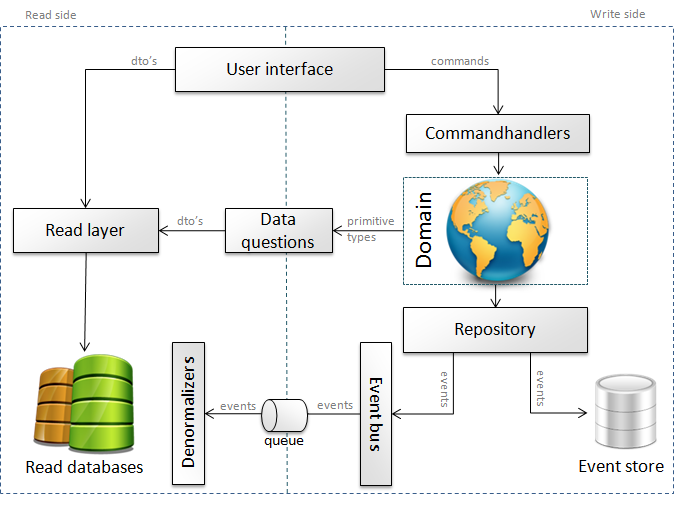 Read side
Write side
User interface
dto's
commands
Commandhandlers
Domain
Read layer
dto's
Data
questions
primitive
types
Repository
events
events
Denormalizers
events
queue
events
Event bus
Read databases
Event store